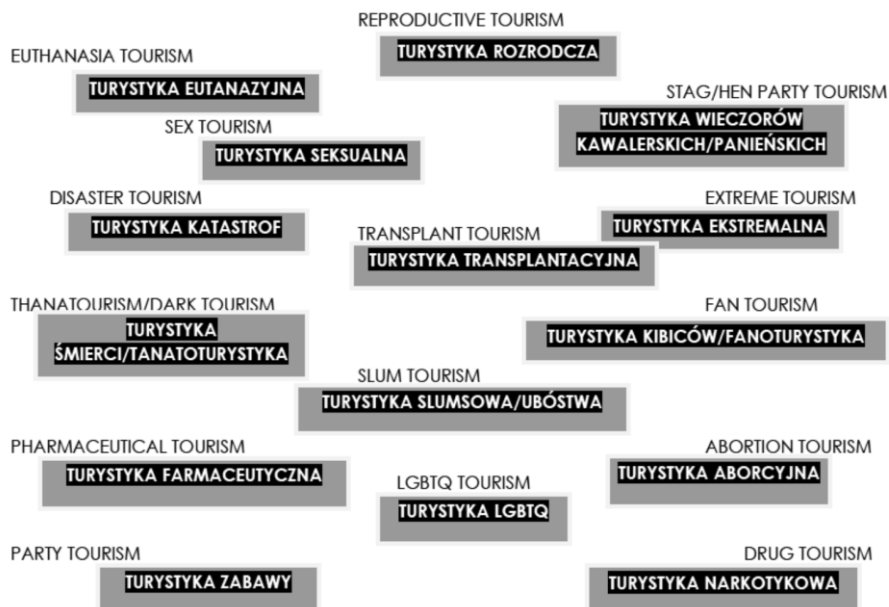 REPRODUCTIVE TOURISM
TURYSTYKA ROZRODCZA
EUTHANASIA TOURISM
TURYSTYKA EUTANAZYJNA
STAG/HEN PARTY TOURISM
TURYSTYKA WIECZORÓW
KAWALERSKICH/PANIEŃSKICH
SEX TOURISM
TURYSTYKA SEKSUALNA
DISASTER TOURISM
TURYSTYKA KATASTROF
EXTREME TOURISM
TURYSTYKA EKSTREMALNA
TRANSPLANT TOURISM
TURYSTYKA TRANSPLANTACYJNA
THANATOURISM/DARK TOURISM
TURYSTYKA
ŚMIERCI/TANATOTURYSTYKA
FAN TOURISM
TURYSTYKA KIBICÓW/FANOTURYSTYKA
SLUM TOURISM
TURYSTYKA SLUMSOWA/UBÓSTWA
PHARMACEUTICAL TOURISM
TURYSTYKA FARMACEUTYCZNA
ABORTION TOURISM
TURYSTYKA ABORCYJNA
LGBTQ TOURISM
TURYSTYKA LGBTQ
PARTY TOURISM
TURYSTYKA ZABAWY
DRUG TOURISM
TURYSTYKA NARKOTYKOWA